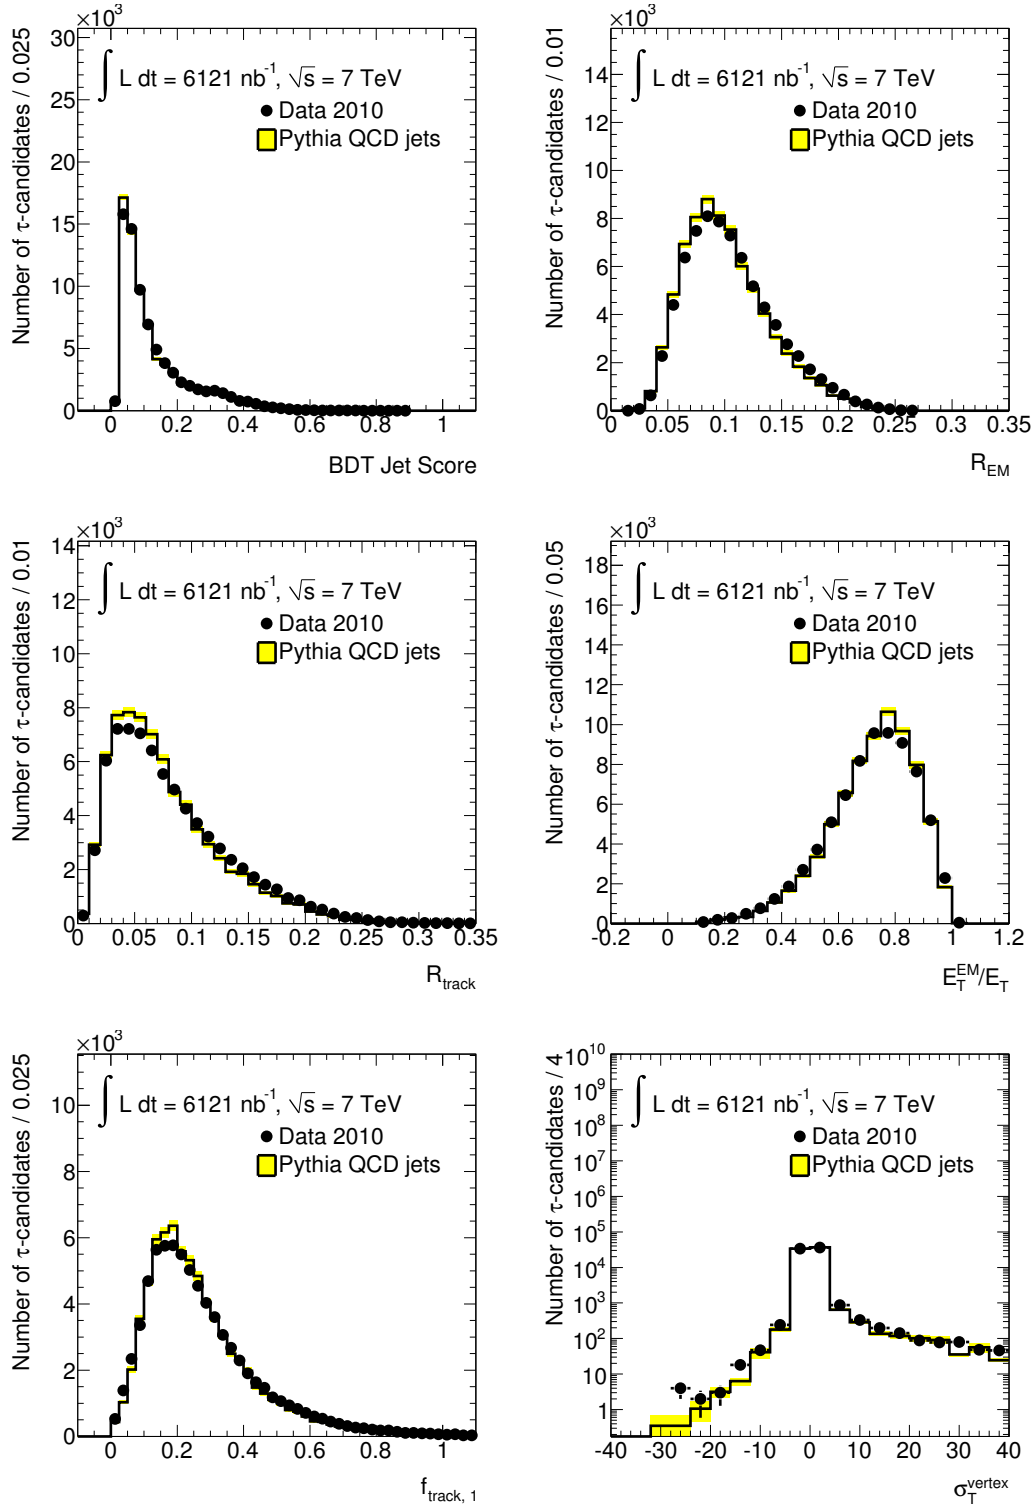 ×10³
Number of τ-candidates / 0.025
30
25
20
15
10
5
0
∫ L dt = 6121 nb⁻¹, √s = 7 TeV
Data 2010
Pythia QCD jets
0 0.2 0.4 0.6 0.8 1
BDT Jet Score
×10³
Number of τ-candidates / 0.01
14
12
10
8
6
4
2
0
∫ L dt = 6121 nb⁻¹, √s = 7 TeV
Data 2010
Pythia QCD jets
0 0.05 0.1 0.15 0.2 0.25 0.3 0.35
R_EM
×10³
Number of τ-candidates / 0.01
14
12
10
8
6
4
2
0
∫ L dt = 6121 nb⁻¹, √s = 7 TeV
Data 2010
Pythia QCD jets
0 0.05 0.1 0.15 0.2 0.25 0.3 0.35
R_track
×10³
Number of τ-candidates / 0.05
18
16
14
12
10
8
6
4
2
0
∫ L dt = 6121 nb⁻¹, √s = 7 TeV
Data 2010
Pythia QCD jets
-0.2 0 0.2 0.4 0.6 0.8 1 1.2
E_T^EM/E_T
×10³
Number of τ-candidates / 0.025
10
8
6
4
2
0
∫ L dt = 6121 nb⁻¹, √s = 7 TeV
Data 2010
Pythia QCD jets
0 0.2 0.4 0.6 0.8 1
f_track, 1
Number of τ-candidates / 4
10¹⁰
10⁹
10⁸
10⁷
10⁶
10⁵
10⁴
10³
10²
10
1
∫ L dt = 6121 nb⁻¹, √s = 7 TeV
Data 2010
Pythia QCD jets
-40 -30 -20 -10 0 10 20 30 40
σ_T^vertex